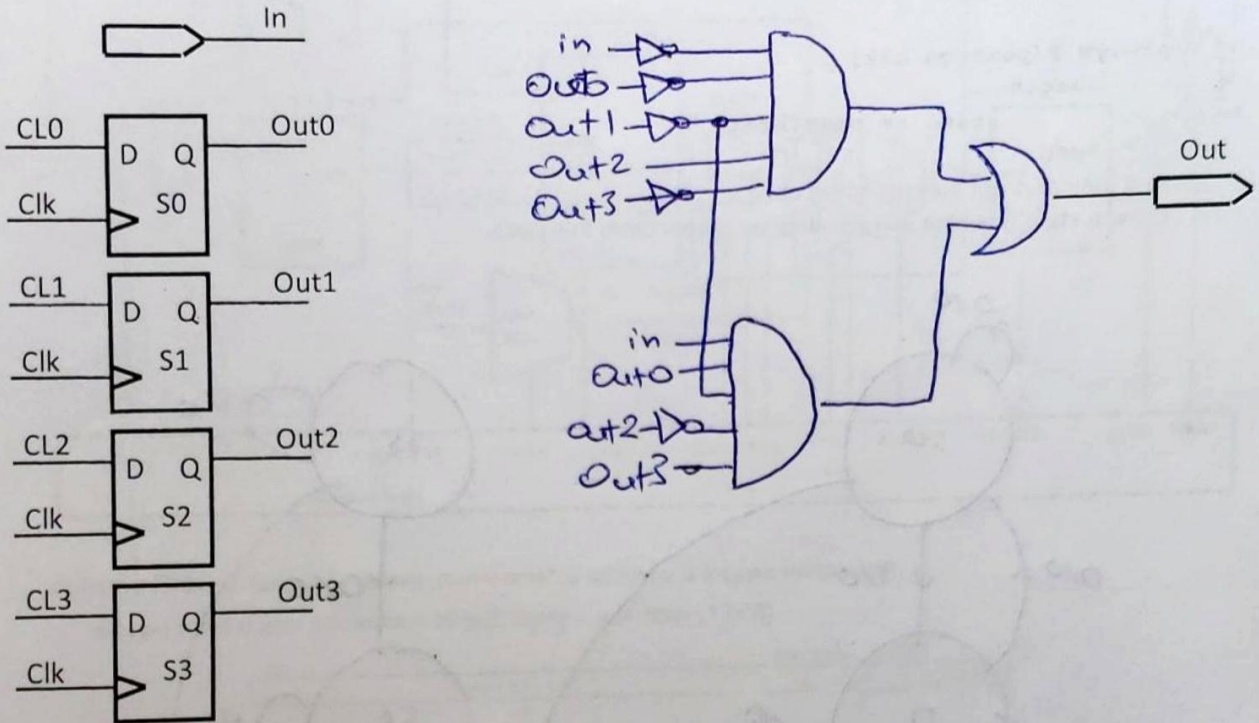 In
CL0
D Q
Out0
Clk
S0
CL1
D Q
Out1
Clk
S1
CL2
D Q
Out2
Clk
S2
CL3
D Q
Out3
Clk
S3
in
Out0
Out1
Out2
Out3
in
Out0
out2
Out3
Out